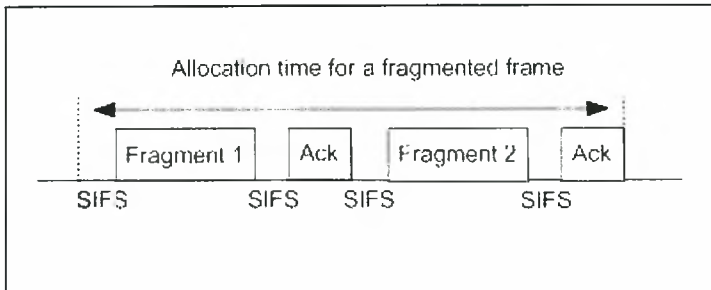 Allocation time for a fragmented frame
Fragment 1
Ack
Fragment 2
Ack
SIFS
SIFS
SIFS
SIFS